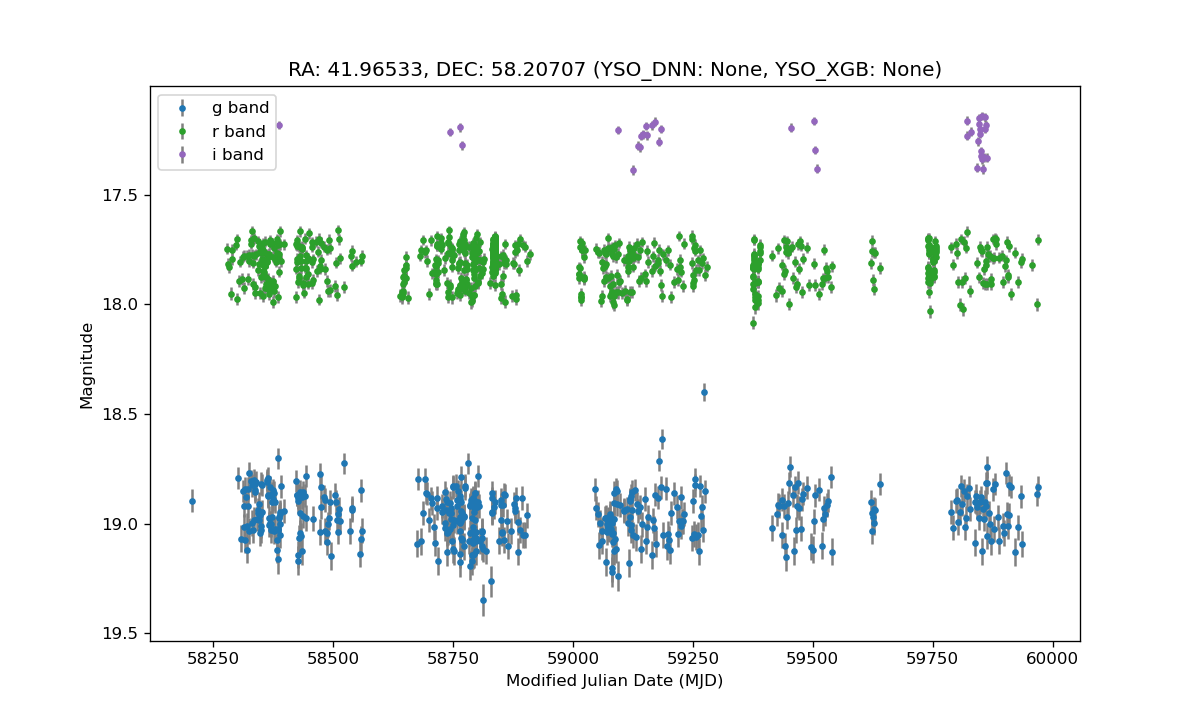 RA: 41.96533, DEC: 58.20707 (YSO_DNN: None, YSO_XGB: None)
g band
r band
i band
17.5
18.0
18.5
19.0
19.5
Magnitude
58250 58500 58750 59000 59250 59500 59750 60000
Modified Julian Date (MJD)